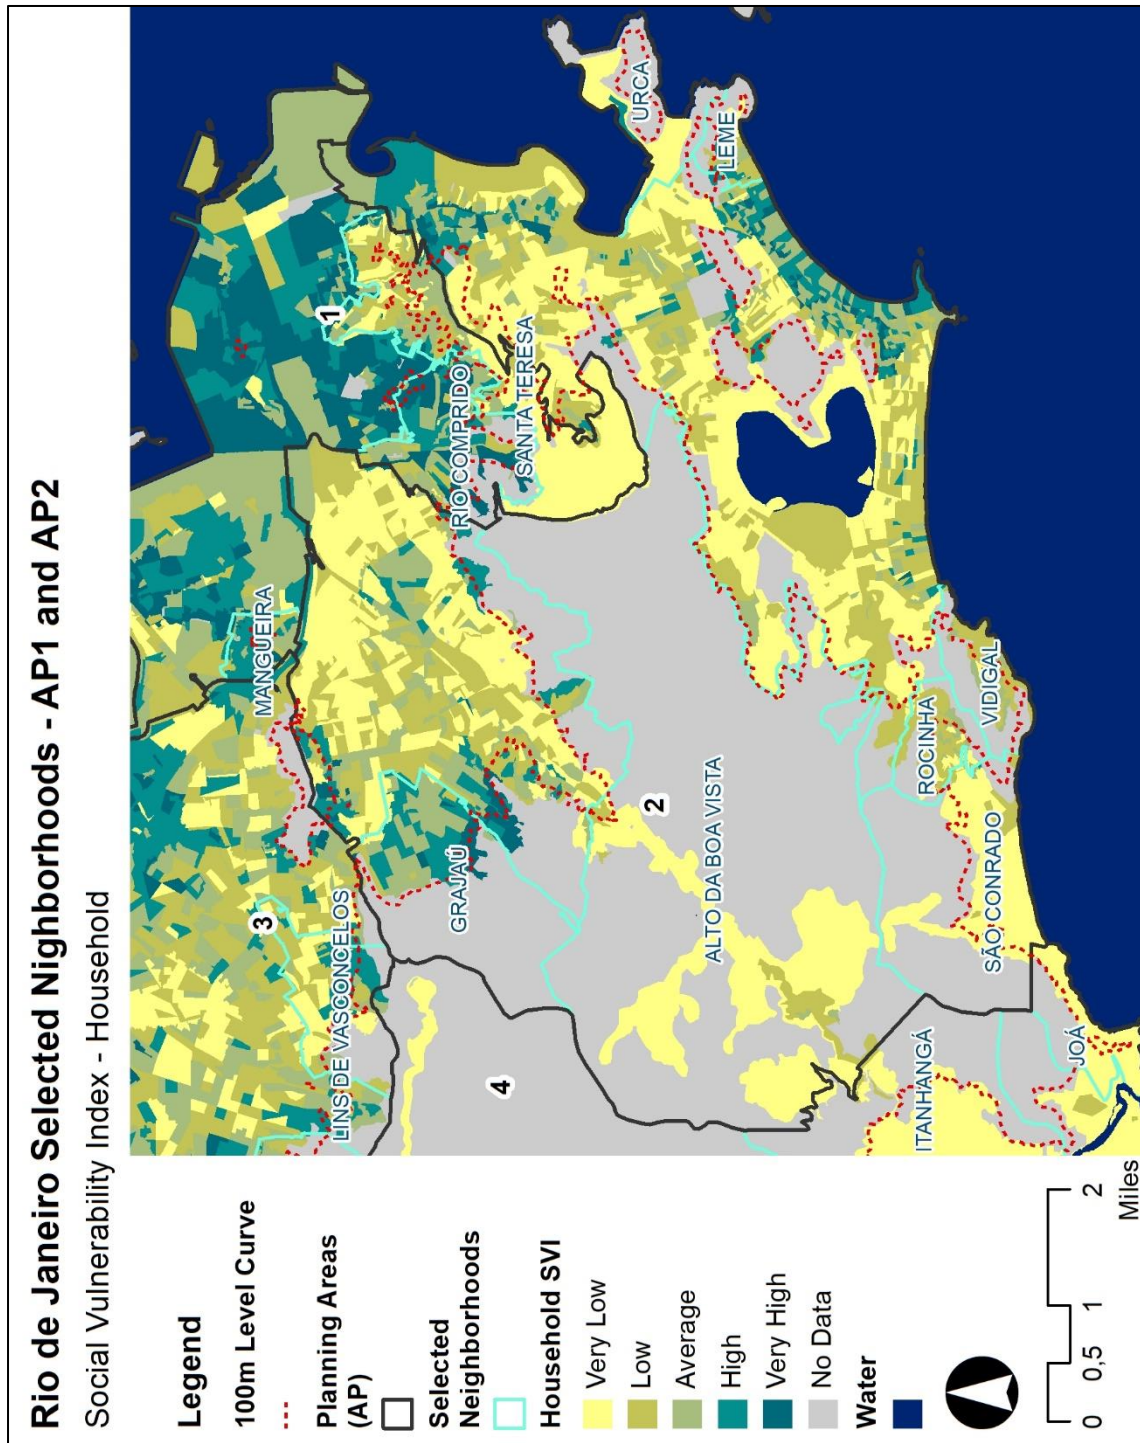 Rio de Janeiro Selected Nighborhoods - AP1 and AP2
Social Vulnerability Index - Household
Legend
100m Level Curve
Planning Areas
(AP)
Selected
Neighborhoods
Household SVI
Very Low
Low
Average
High
Very High
No Data
Water
0
0,5
1
2
Miles
LINS DE VASCONCELOS
3
MANGUEIRA
1
4
GRAJAÚ
RIO COMPRIDO
SANTA TERESA
URCA
LEME
2
ALTO DA BOA VISTA
ITANHANGÁ
ROCINHA
SÃO CONRADO
VIDIGAL
JOÁ